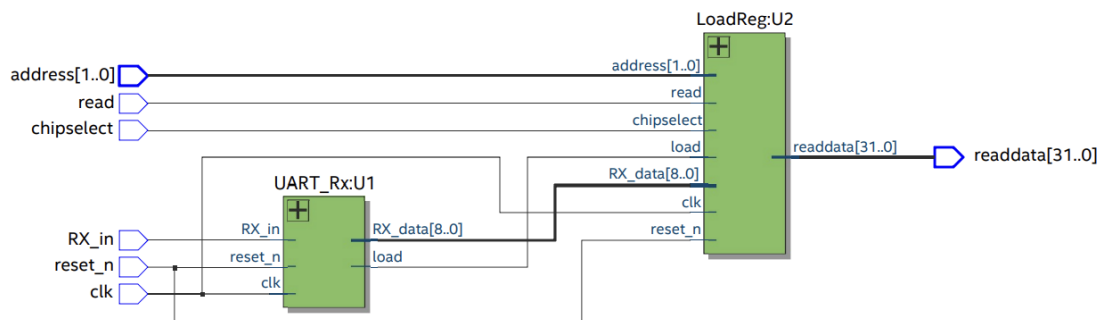 LoadReg:U2
address[1..0]
address[1..0]
read
read
chipselect
chipselect
load
readdata[31..0]
readdata[31..0]
RX_data[8..0]
UART_Rx:U1
clk
RX_in
RX_in
RX_data[8..0]
reset_n
reset_n
reset_n
load
clk
clk